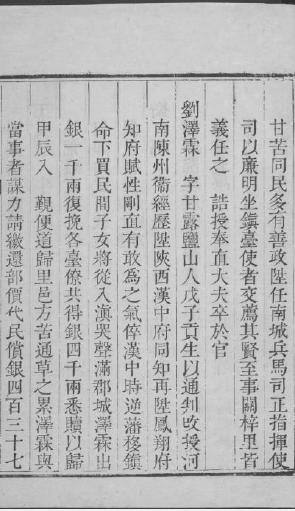 甘苦同民多有善政陞任南城兵馬司正指揮使
司以廉明坐鎮臺使者交薦其賢至事關梓里皆
義任之 誥授奉直大夫卒於官
劉澤霖 字甘露鹽山人戊子貢生以通判改授河
南陳州衛經歷陞陝西漢中府同知再陞鳳翔府
知府賦性剛直有敢為之氣倅漢中時逆藩移鎮
命下買民間子女將從入滇哭聲滿郡城澤霖出
銀一千兩復挽各臺僚共得銀四千兩悉贖以歸
甲辰入 覲便道歸里邑方苦通草之累澤霖與
當事者謀力請繳還部價代民償銀四百三十七